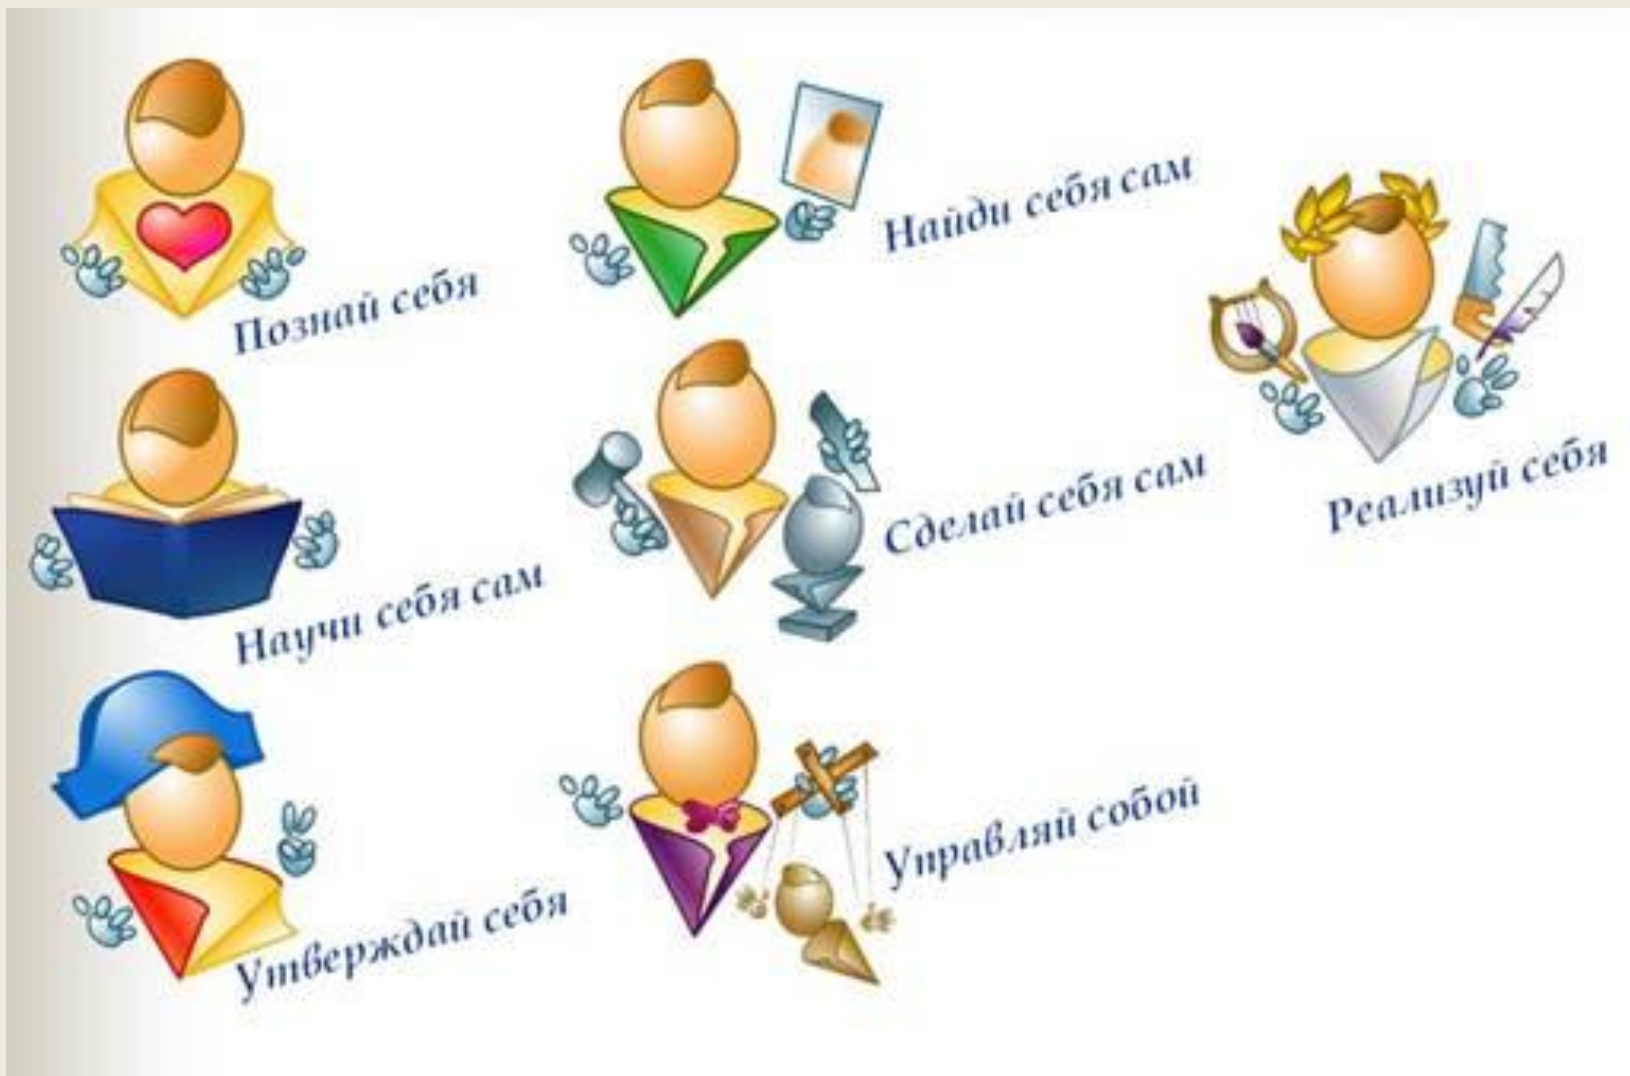 Познай себя
Научи себя сам
Утверждай себя
Найди себя сам
Сделай себя сам
Управляй собой
Реализуй себя